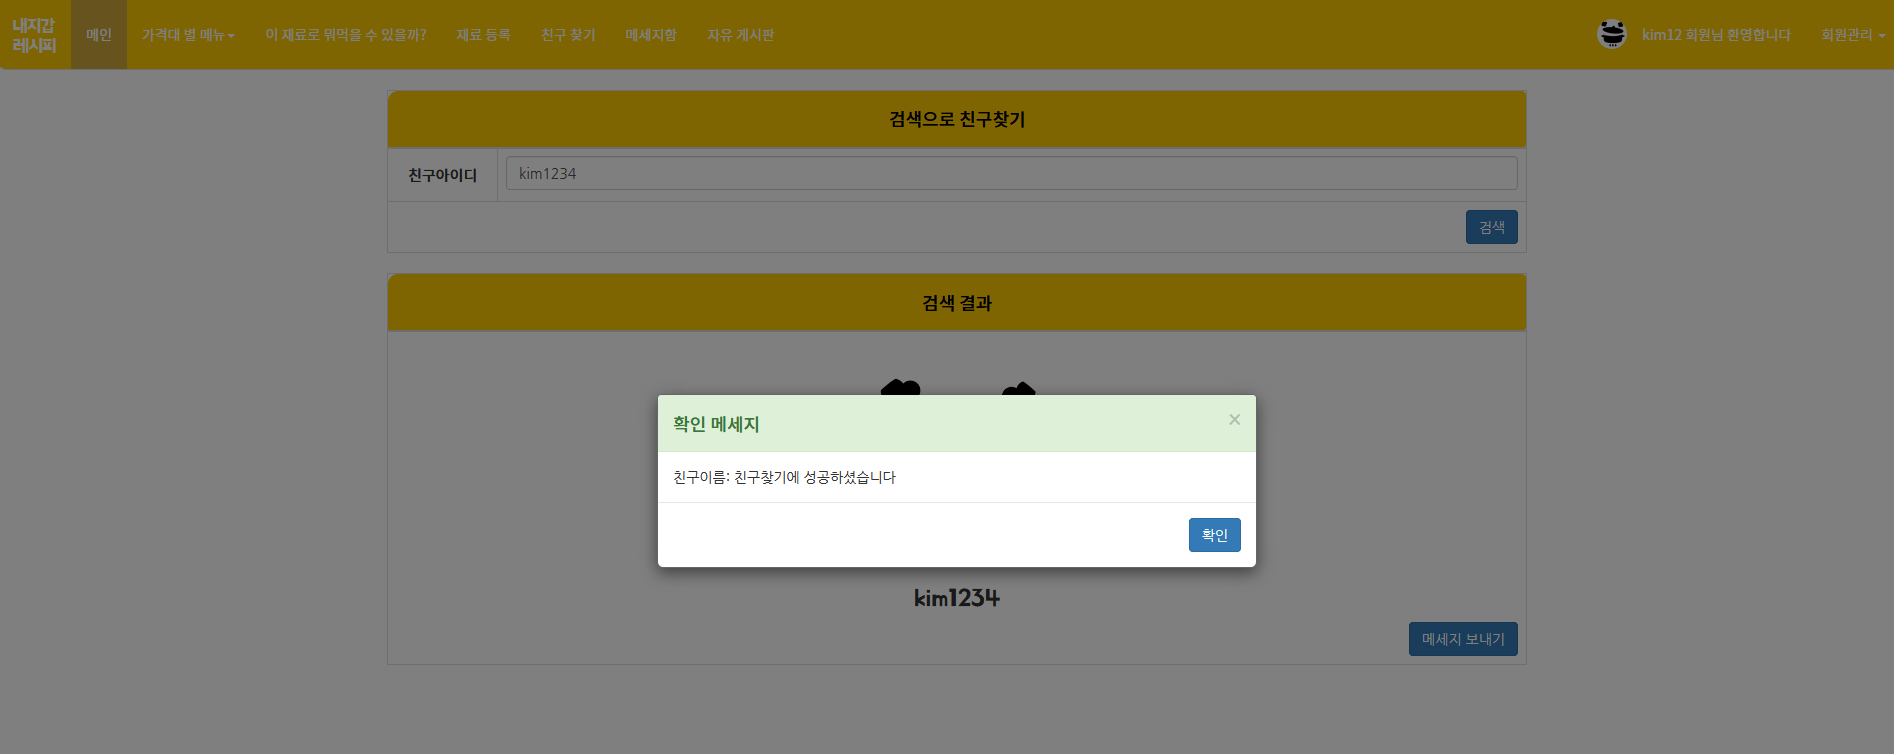 내지갑
레시피
메인
가격대 별 메뉴
이 재료로 뭐먹을 수 있을까?
재료 등록
친구 찾기
메세지함
자유 게시판
kim12 회원님 환영합니다
회원관리
검색으로 친구찾기
친구아이디
kim1234
검색
검색 결과
확인 메세지
×
친구이름: 친구찾기에 성공하셨습니다
확인
kim1234
메세지 보내기